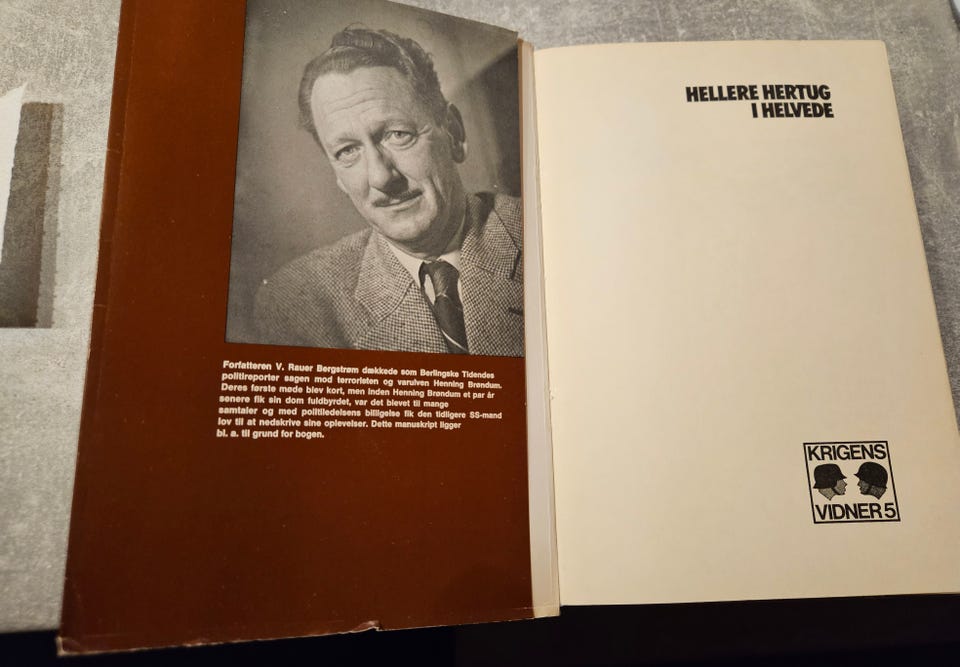 Forfatteren V. Rauer Bergstrøm dækkede som Berlingske Tidendes
politireporter sagen mod terroristen og varulven Henning Brøndum.
Deres første møde blev kort, men inden Henning Brøndum et par år
senere fik sin dom fuldbyrdet, var det blevet til mange
samtaler og med politiledelsens billigelse fik den tidligere SS-mand
lov til at nedskrive sine oplevelser. Dette manuskript ligger
bl. a. til grund for bogen.
HELLERE HERTUG
I HELVEDE
KRIGENS
VIDNER 5